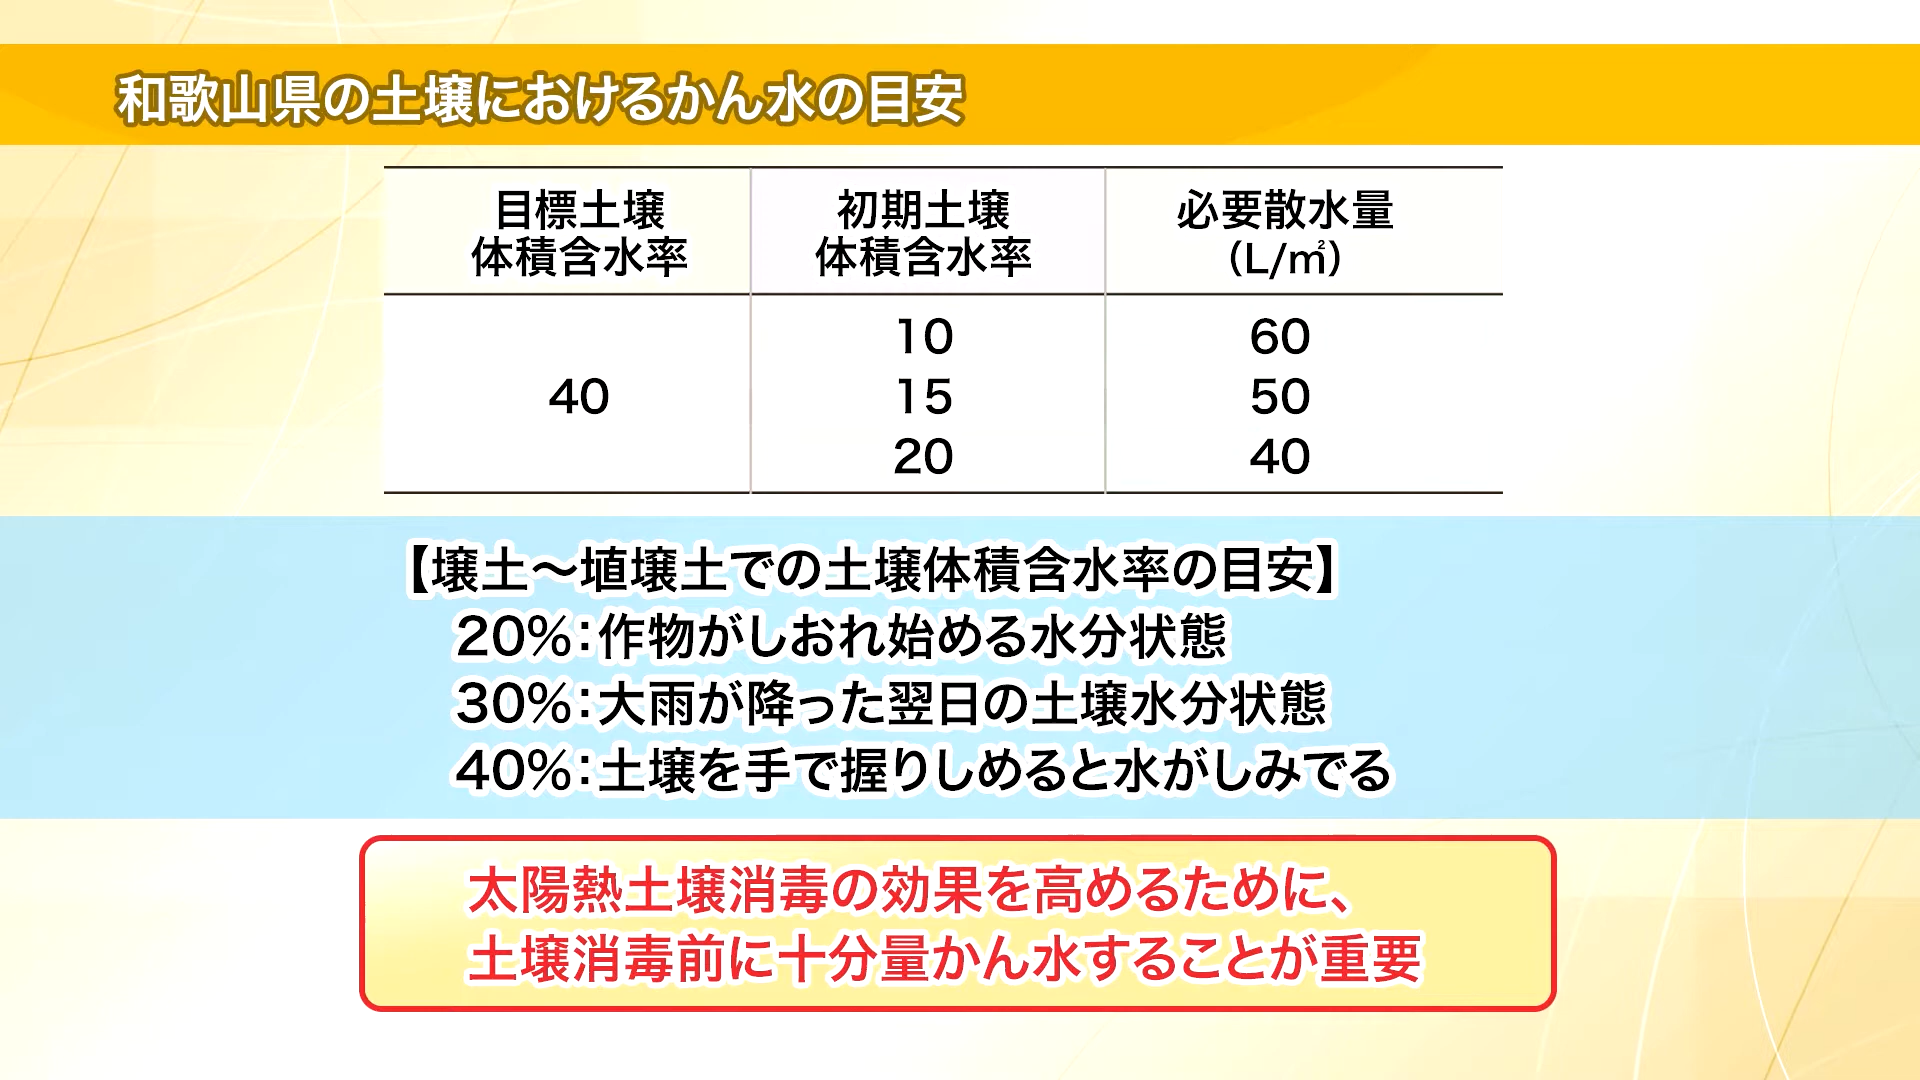 和歌山県の土壌におけるかん水の目安
目標土壌
体積含水率
初期土壌
体積含水率
必要散水量
(L/㎡)
40
10
60
15
50
20
40
【壌土～埴壌土での土壌体積含水率の目安】
20%：作物がしおれ始める水分状態
30%：大雨が降った翌日の土壌水分状態
40%：土壌を手で握りしめると水がしみでる
太陽熱土壌消毒の効果を高めるために、
土壌消毒前に十分量かん水することが重要